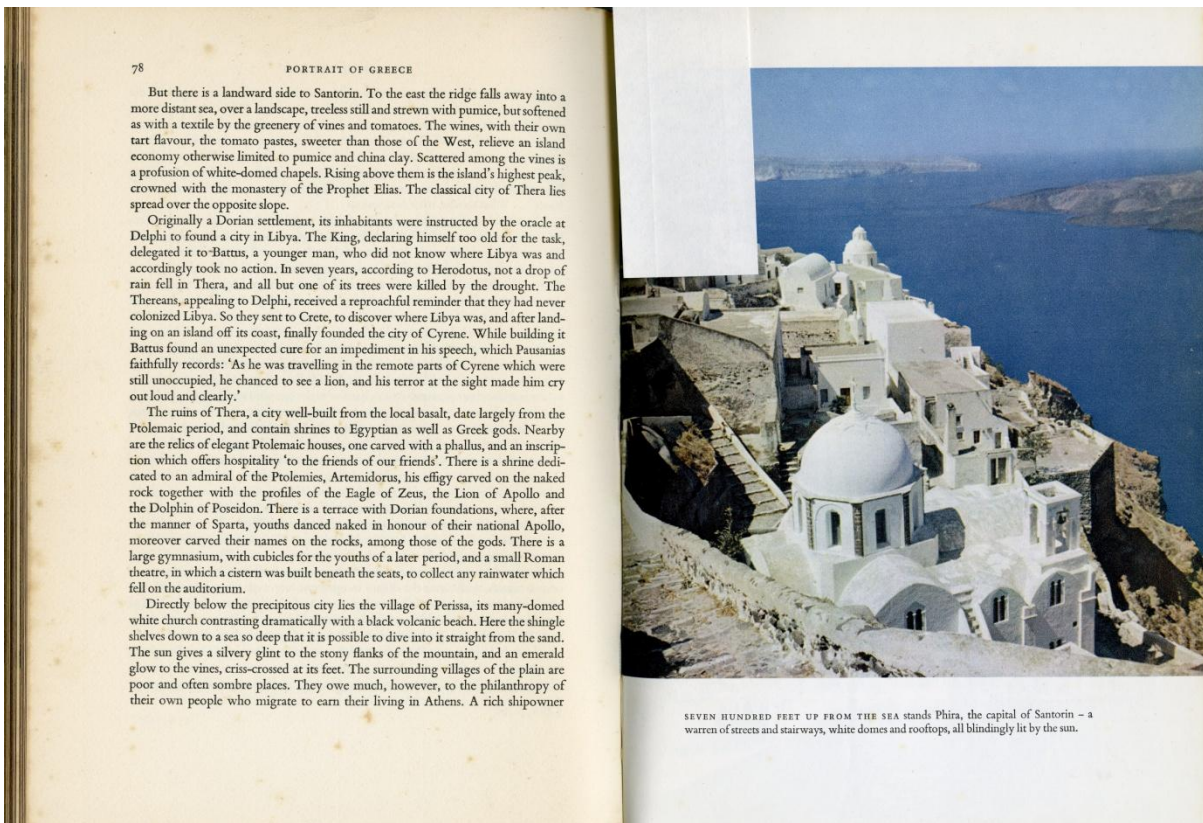 78
PORTRAIT OF GREECE
But there is a landward side to Santorin. To the east the ridge falls away into a
more distant sea, over a landscape, treeless still and strewn with pumice, but softened
as with a textile by the greenery of vines and tomatoes. The wines, with their own
tart flavour, the tomato pastes, sweeter than those of the West, relieve an island
economy otherwise limited to pumice and china clay. Scattered among the vines is
a profusion of white-domed chapels. Rising above them is the island's highest peak,
crowned with the monastery of the Prophet Elias. The classical city of Thera lies
spread over the opposite slope.
Originally a Dorian settlement, its inhabitants were instructed by the oracle at
Delphi to found a city in Libya. The King, declaring himself too old for the task,
delegated it to Battus, a younger man, who did not know where Libya was and
accordingly took no action. In seven years, according to Herodotus, not a drop of
rain fell in Thera, and all but one of its trees were killed by the drought. The
Thereans, appealing to Delphi, received a reproachful reminder that they had never
colonized Libya. So they sent to Crete, to discover where Libya was, and after land-
ing on an island off its coast, finally founded the city of Cyrene. While building it
Battus found an unexpected cure for an impediment in his speech, which Pausanias
faithfully records: 'As he was travelling in the remote parts of Cyrene which were
still unoccupied, he chanced to see a lion, and his terror at the sight made him cry
out loud and clearly.'
The ruins of Thera, a city well-built from the local basalt, date largely from the
Ptolemaic period, and contain shrines to Egyptian as well as Greek gods. Nearby
are the relics of elegant Ptolemaic houses, one carved with a phallus, and an inscrip-
tion which offers hospitality 'to the friends of our friends'. There is a shrine dedi-
cated to an admiral of the Ptolemies, Artemidorus, his effigy carved on the naked
rock together with the profiles of the Eagle of Zeus, the Lion of Apollo and
the Dolphin of Poseidon. There is a terrace with Dorian foundations, where, after
the manner of Sparta, youths danced naked in honour of their national Apollo,
moreover carved their names on the rocks, among those of the gods. There is a
large gymnasium, with cubicles for the youths of a later period, and a small Roman
theatre, in which a cistern was built beneath the seats, to collect any rainwater which
fell on the auditorium.
Directly below the precipitous city lies the village of Perissa, its many-domed
white church contrasting dramatically with a black volcanic beach. Here the shingle
shelves down to a sea so deep that it is possible to dive into it straight from the sand.
The sun gives a silvery glint to the stony flanks of the mountain, and an emerald
glow to the vines, criss-crossed at its feet. The surrounding villages of the plain are
poor and often sombre places. They owe much, however, to the philanthropy of
their own people who migrate to earn their living in Athens. A rich shipowner
SEVEN HUNDRED FEET UP FROM THE SEA stands Phira, the capital of Santorin – a
warren of streets and stairways, white domes and rooftops, all blindingly lit by the sun.